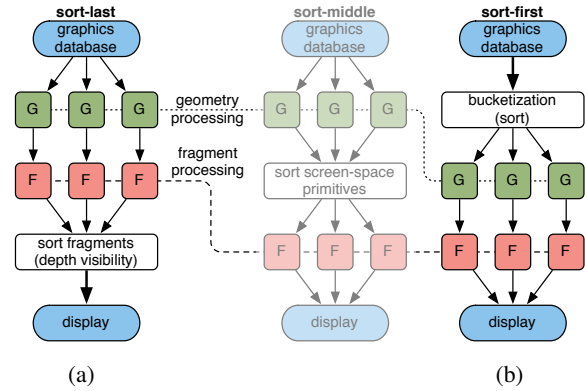 sort-last
sort-middle
sort-first
graphics
database
graphics
database
graphics
database
G G G
geometry
processing
G G G
bucketization
(sort)
F F F
fragment
processing
sort screen-space
primitives
G G G
sort fragments
(depth visibility)
F F F
F F F
display
display
display
(a)
(b)